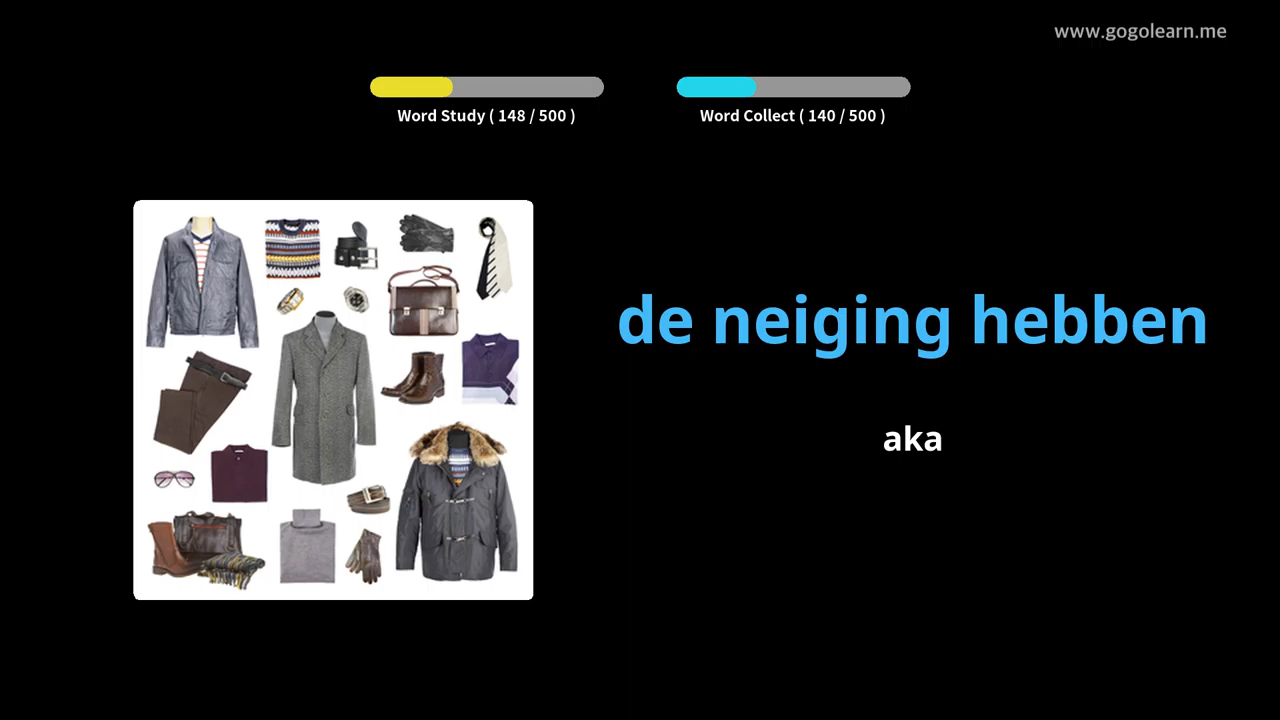 www.gogolearn.me
Word Study ( 148 / 500 )
Word Collect ( 140 / 500 )
de neiging hebben
aka